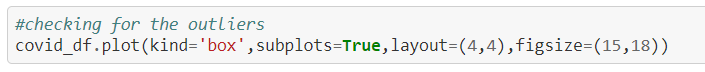 #checking for the outliers
covid_df.plot(kind='box',subplots=True,layout=(4,4),figsize=(15,18))